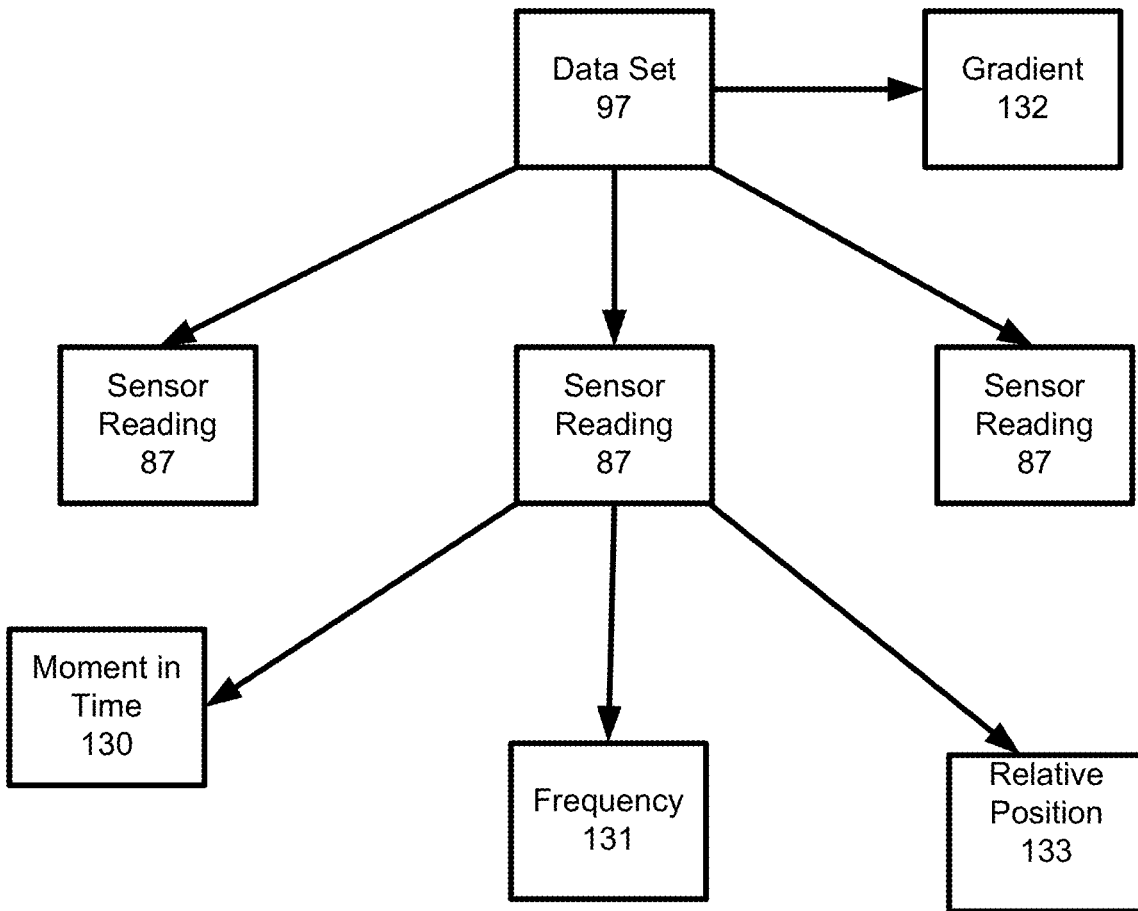 Data Set
97
Gradient
132
Sensor
Reading
87
Sensor
Reading
87
Sensor
Reading
87
Moment in
Time
130
Frequency
131
Relative
Position
133